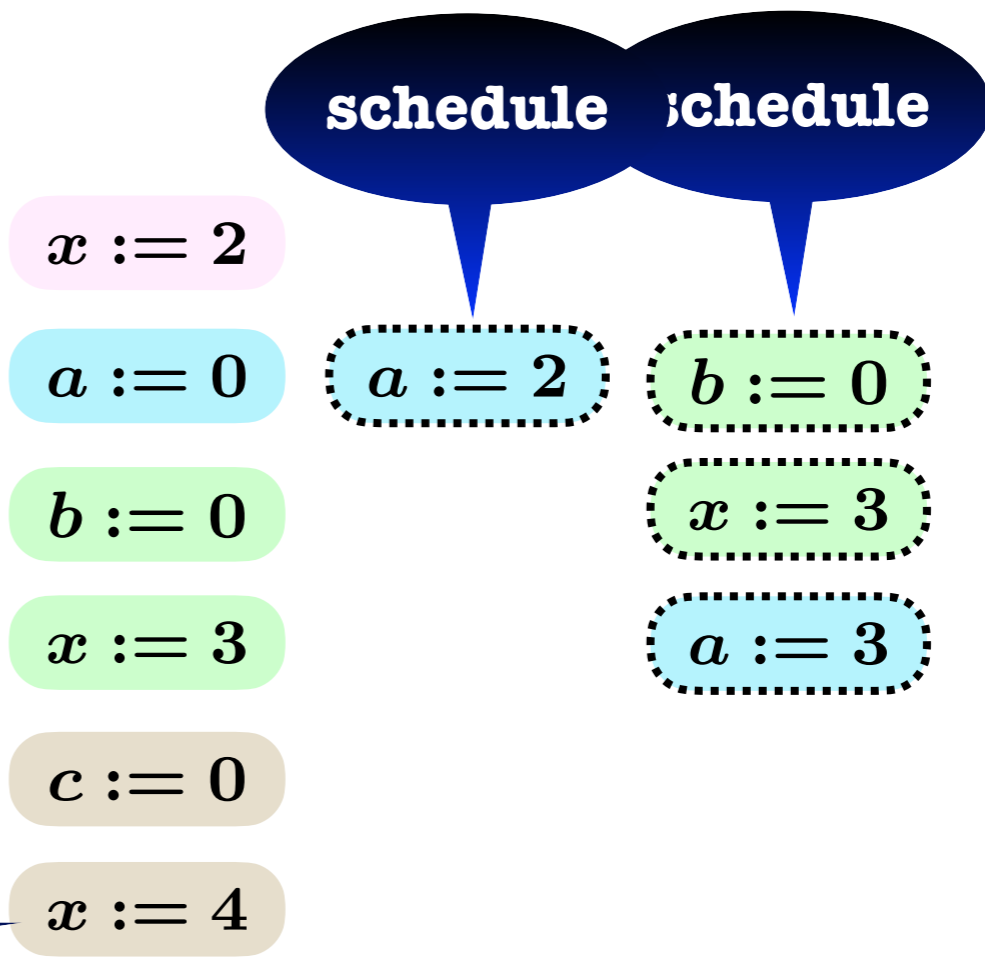 schedule
chedule
x := 2
a := 0
a := 2
b := 0
b := 0
x := 3
x := 3
a := 3
c := 0
x := 4